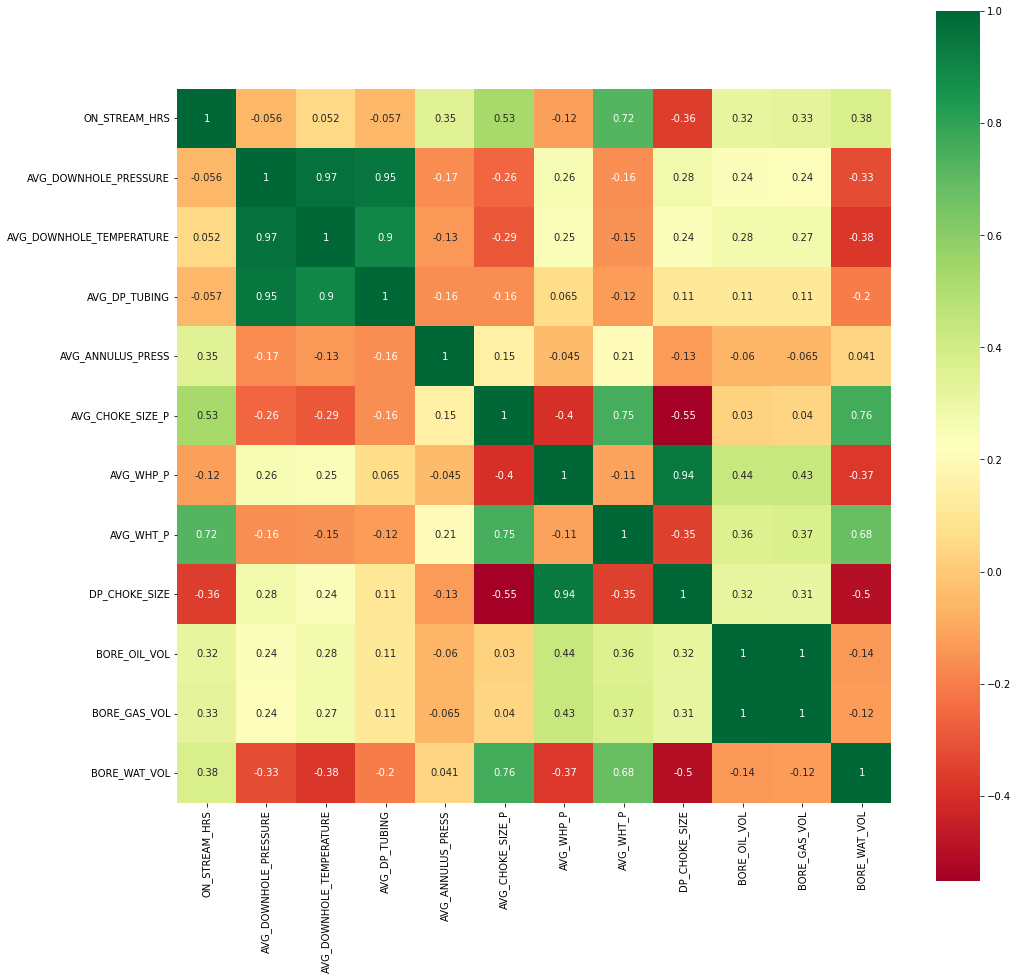 1.0
ON_STREAM_HRS 1 -0.056 0.052 -0.057 0.35 0.53 -0.12 0.72 -0.36 0.32 0.33 0.38
0.8
AVG_DOWNHOLE_PRESSURE -0.056 1 0.97 0.95 -0.17 -0.26 0.26 -0.16 0.28 0.24 0.24 -0.33
AVG_DOWNHOLE_TEMPERATURE 0.052 0.97 1 0.9 -0.13 -0.29 0.25 -0.15 0.24 0.28 0.27 -0.38
0.6
AVG_DP_TUBING -0.057 0.95 0.9 1 -0.16 -0.16 0.065 -0.12 0.11 0.11 0.11 -0.2
AVG_ANNULUS_PRESS 0.35 -0.17 -0.13 -0.16 1 0.15 -0.045 0.21 -0.13 -0.06 -0.065 0.041
0.4
AVG_CHOKE_SIZE_P 0.53 -0.26 -0.29 -0.16 0.15 1 -0.4 0.75 -0.55 0.03 0.04 0.76
0.2
AVG_WHP_P -0.12 0.26 0.25 0.065 -0.045 -0.4 1 -0.11 0.94 0.44 0.43 -0.37
AVG_WHT_P 0.72 -0.16 -0.15 -0.12 0.21 0.75 -0.11 1 -0.35 0.36 0.37 0.68
0.0
DP_CHOKE_SIZE -0.36 0.28 0.24 0.11 -0.13 -0.55 0.94 -0.35 1 0.32 0.31 -0.5
BORE_OIL_VOL 0.32 0.24 0.28 0.11 -0.06 0.03 0.44 0.36 0.32 1 1 -0.14
−0.2
BORE_GAS_VOL 0.33 0.24 0.27 0.11 -0.065 0.04 0.43 0.37 0.31 1 1 -0.12
BORE_WAT_VOL 0.38 -0.33 -0.38 -0.2 0.041 0.76 -0.37 0.68 -0.5 -0.14 -0.12 1
−0.4
ON_STREAM_HRS
AVG_DOWNHOLE_PRESSURE
AVG_DOWNHOLE_TEMPERATURE
AVG_DP_TUBING
AVG_ANNULUS_PRESS
AVG_CHOKE_SIZE_P
AVG_WHP_P
AVG_WHT_P
DP_CHOKE_SIZE
BORE_OIL_VOL
BORE_GAS_VOL
BORE_WAT_VOL